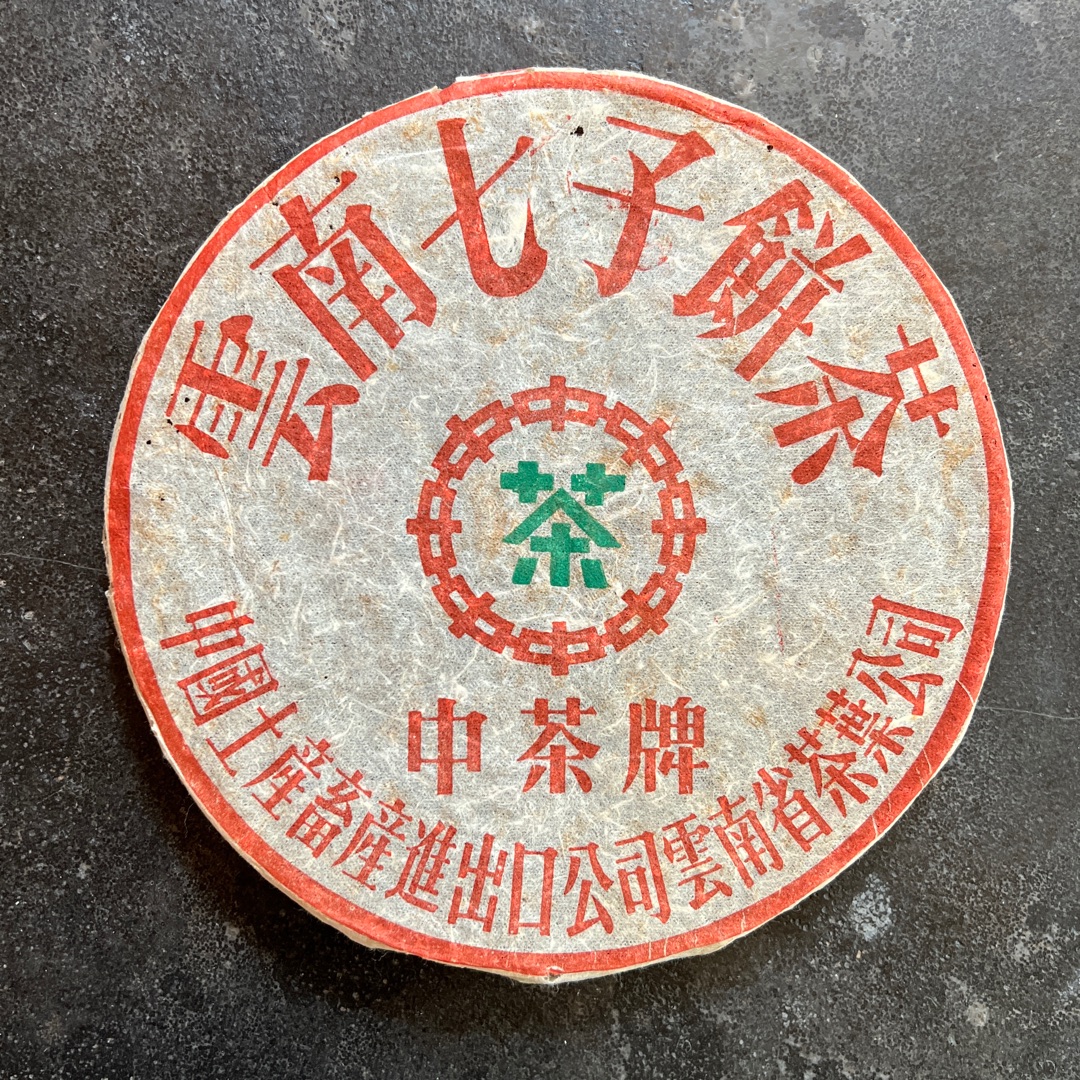 雲南七子餅茶
茶
中茶牌
中國土產畜產進出口公司雲南省茶葉公司